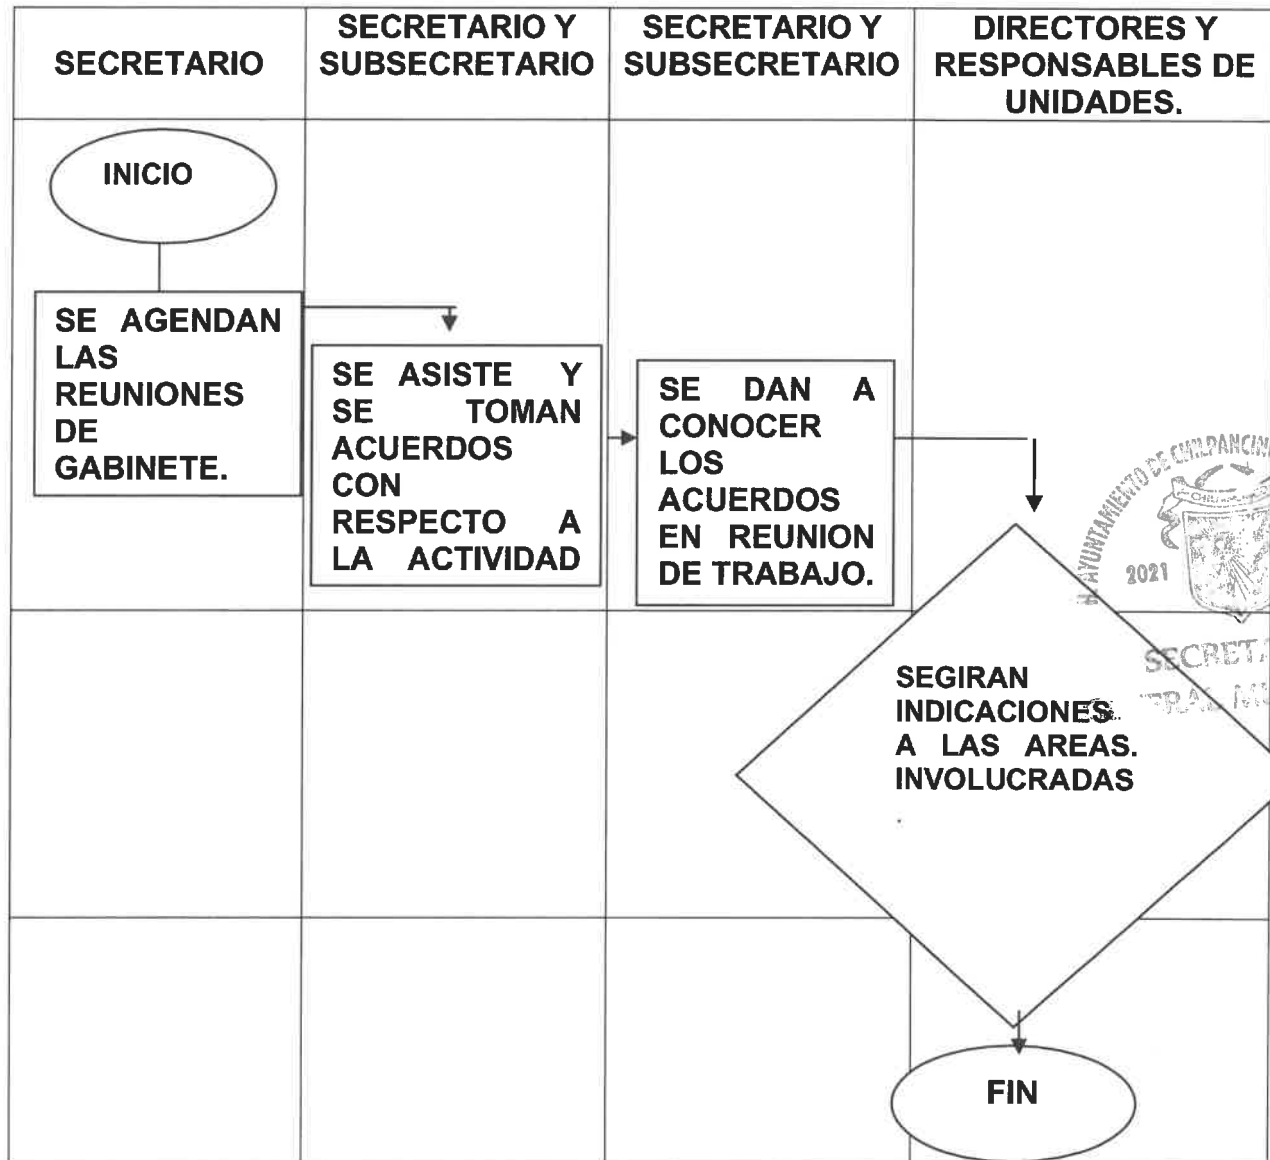 SECRETARIO
SECRETARIO Y
SUBSECRETARIO
SECRETARIO Y
SUBSECRETARIO
DIRECTORES Y
RESPONSABLES DE
UNIDADES.
INICIO
SE AGENDAN
LAS
REUNIONES
DE
GABINETE.
SE ASISTE Y
SE TOMAN
ACUERDOS
CON
RESPECTO A
LA ACTIVIDAD
SE DAN A
CONOCER
LOS
ACUERDOS
EN REUNION
DE TRABAJO.
H. AYUNTAMIENTO DE
2021
SEGIRAN
INDICACIONES
A LAS AREAS.
INVOLUCRADAS
.
FIN